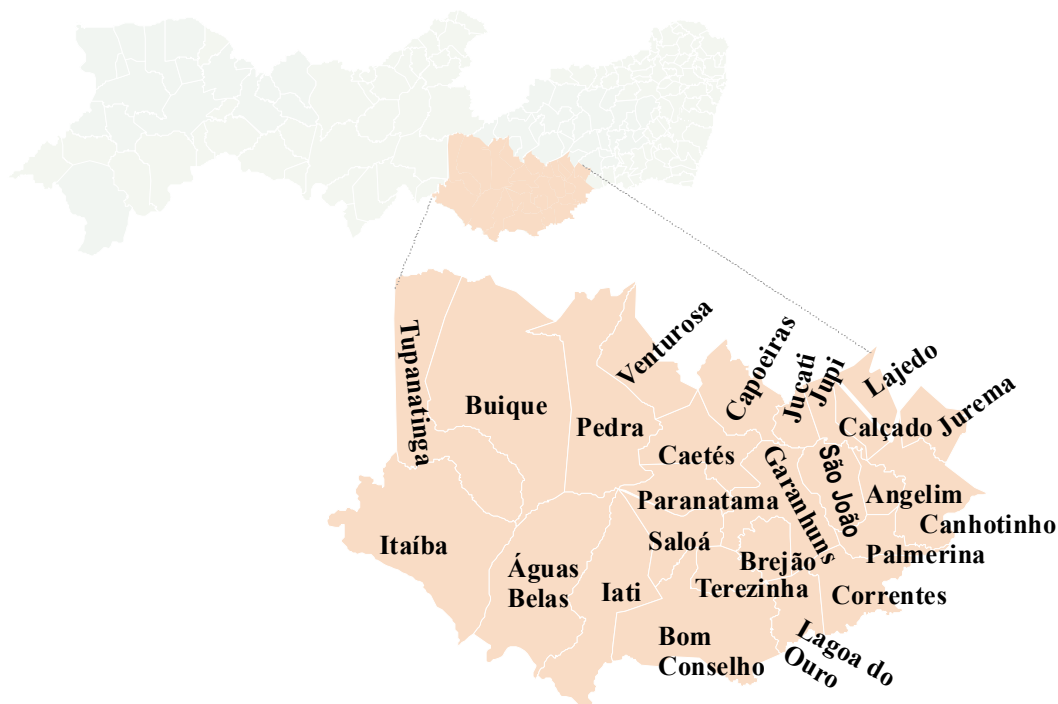 Tupanatinga
Buique
Pedra
Venturosa
Capoeiras
Juçati
Jupi
Lajedo
Calçado
Jurema
Caetés
Garanhuns
São João
Angelim
Paranatama
Canhotinho
Itaíba
Saloá
Brejão
Palmerina
Águas
Belas
Iati
Terezinha
Correntes
Bom
Conselho
Lagoa do
Ouro